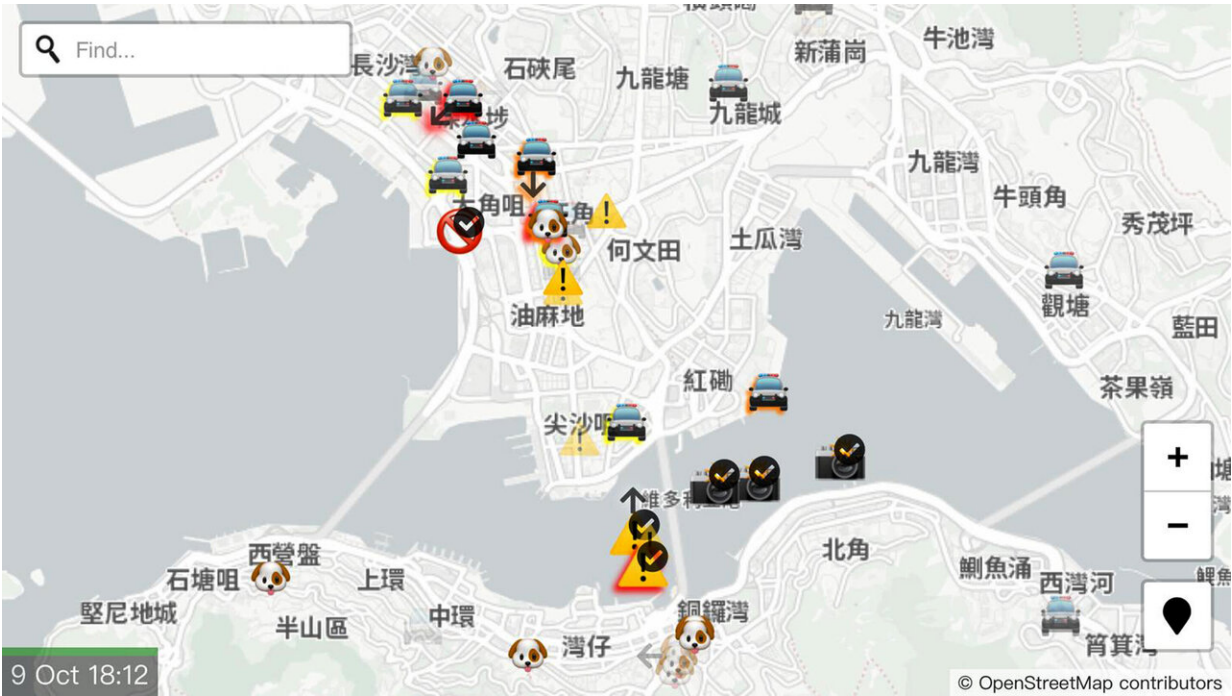 Find...
新蒲崗
牛池灣
長沙灣
石硤尾
九龍塘
九龍城
九龍灣
牛頭角
秀茂坪
大角咀
何文田
土瓜灣
觀塘
九龍灣
油麻地
藍田
紅磡
茶果嶺
+
−
北角
鰂魚涌
西灣河
西營盤
石塘咀
上環
堅尼地城
半山區
中環
銅鑼灣
灣仔
9 Oct 18:12
© OpenStreetMap contributors